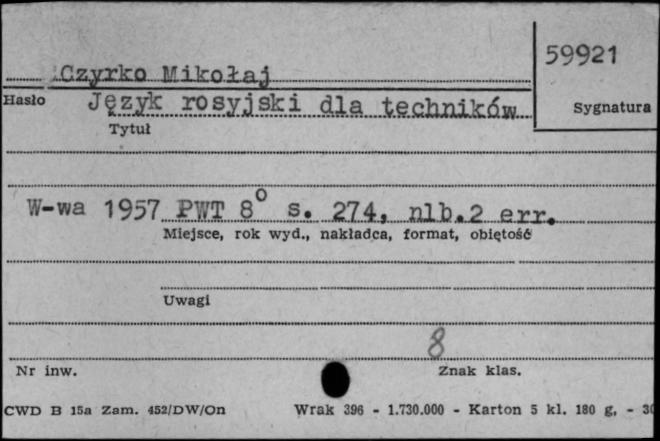 59921
Czyrko Mikołaj
Hasło Język rosyjski dla techników Sygnatura
Tytuł
W-wa 1957 PWT 8° s. 274, nlb.2 err.
Miejsce, rok wyd., nakładca, format, obiętość
Uwagi
8
Nr inw. Znak klas.
CWD B 15a Zam. 452/DW/On Wrak 396 - 1.730.000 - Karton 5 kl. 180 g, - 30